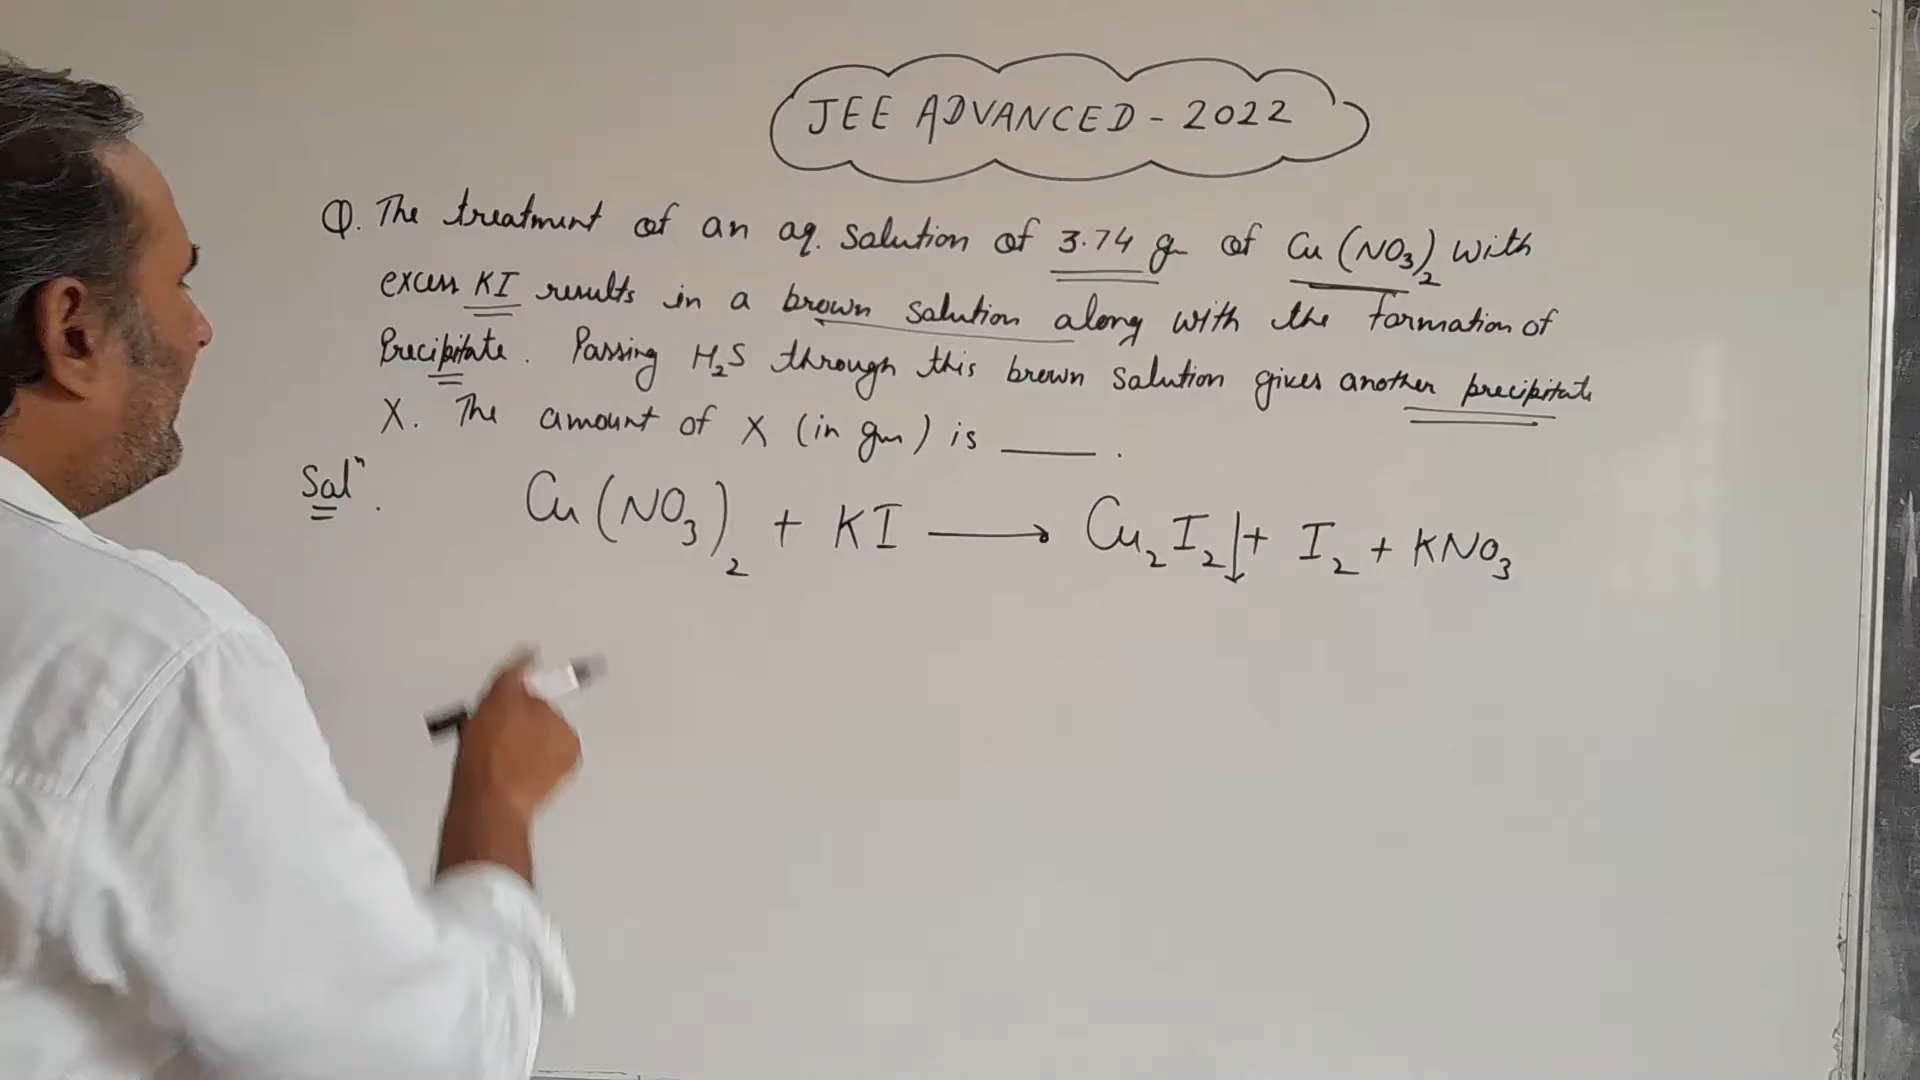 JEE ADVANCED - 2022
Q. The treatment of an aq. solution of 3.74 gm of Cu(NO₃)₂ with
excess KI results in a brown solution along with the formation of
Precipitate. Passing H₂S through this brown solution gives another precipitate
X. The amount of X (in gm) is ____ .
Solⁿ. Cu(NO₃)₂ + KI ⟶ Cu₂I₂↓ + I₂ + KNO₃